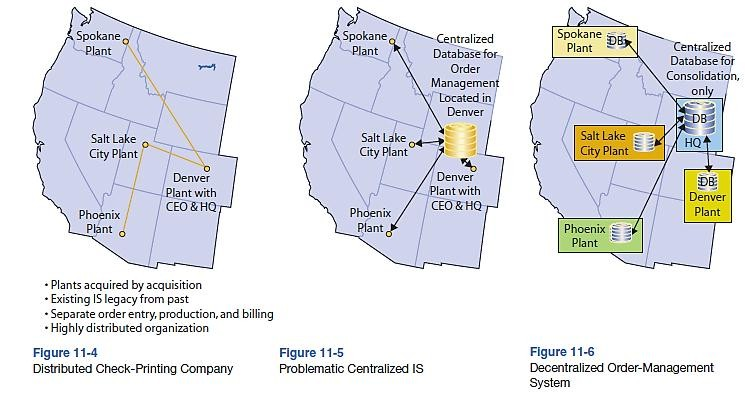 Spokane
Plant
Salt Lake
City Plant
Denver
Plant with
CEO & HQ
Phoenix
Plant
• Plants acquired by acquisition
• Existing IS legacy from past
• Separate order entry, production, and billing
• Highly distributed organization
Figure 11-4
Distributed Check-Printing Company
Spokane
Plant
Centralized
Database for
Order
Management
Located in
Denver
Salt Lake
City Plant
Denver
Plant with
CEO & HQ
Phoenix
Plant
Figure 11-5
Problematic Centralized IS
Spokane
Plant
DB
Centralized
Database for
Consolidation,
only
DB
HQ
Salt Lake
City Plant
DB
Denver
Plant
Phoenix
Plant
Figure 11-6
Decentralized Order-Management
System